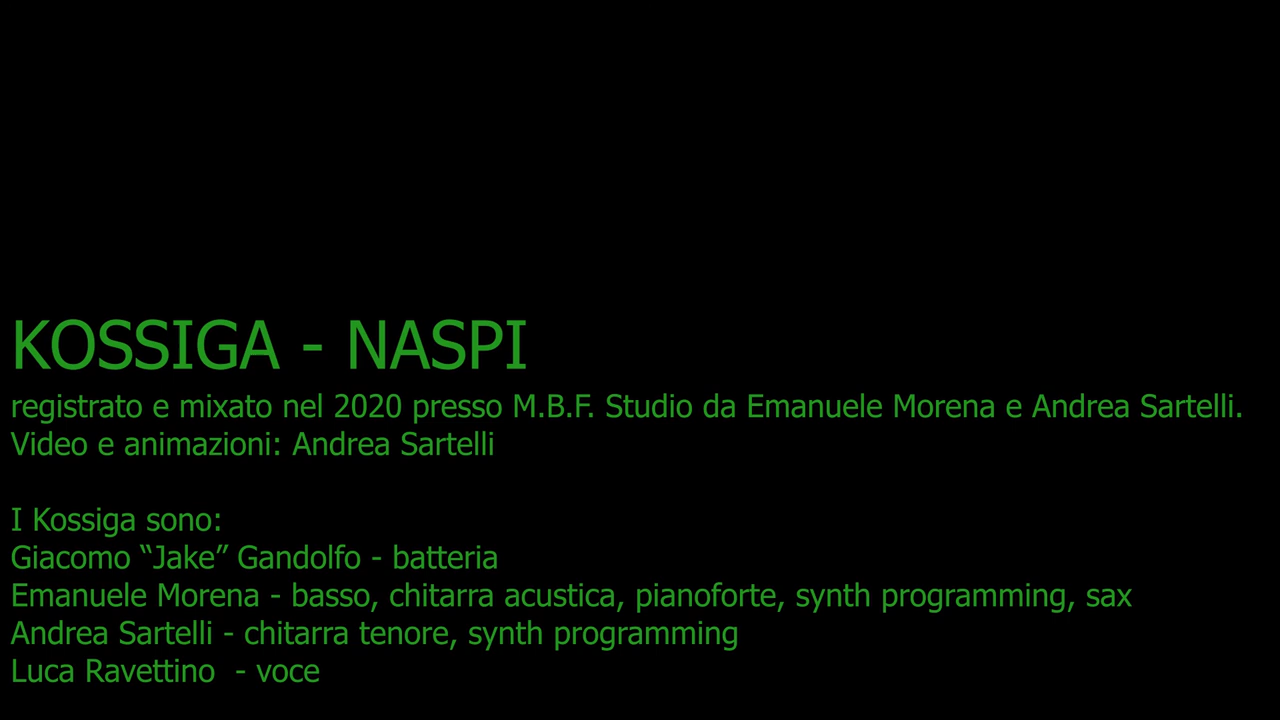 KOSSIGA - NASPI
registrato e mixato nel 2020 presso M.B.F. Studio da Emanuele Morena e Andrea Sartelli.
Video e animazioni: Andrea Sartelli
I Kossiga sono:
Giacomo “Jake” Gandolfo - batteria
Emanuele Morena - basso, chitarra acustica, pianoforte, synth programming, sax
Andrea Sartelli - chitarra tenore, synth programming
Luca Ravettino  - voce